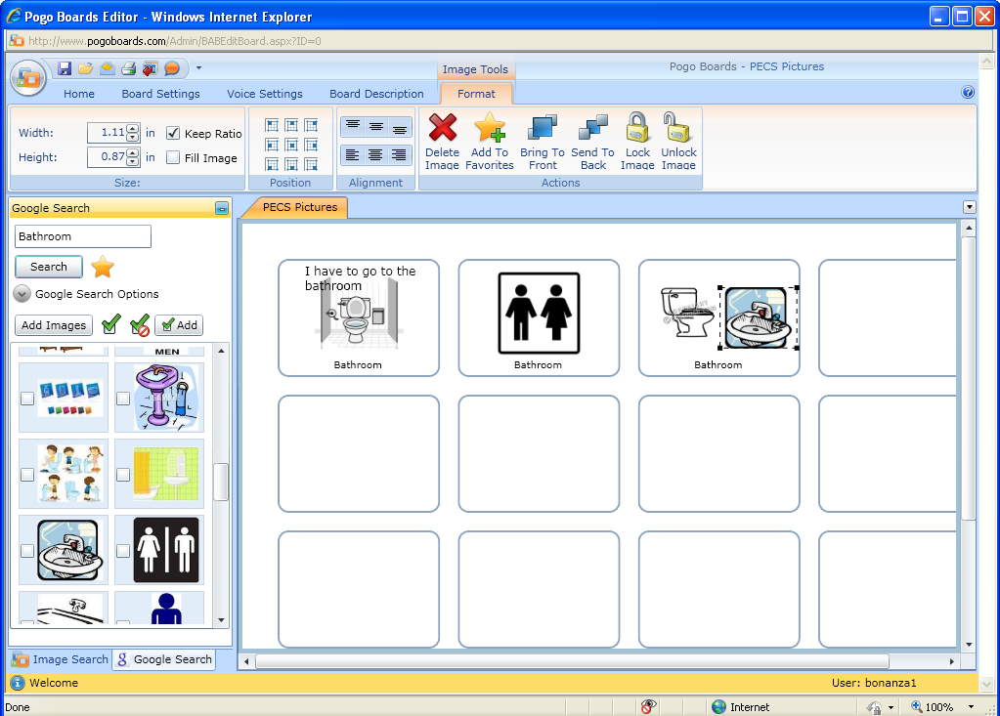 Pogo Boards Editor - Windows Internet Explorer
http://www.pogoboards.com/Admin/BABEditBoard.aspx?ID=0
Image Tools
Pogo Boards - PECS Pictures
Home
Board Settings
Voice Settings
Board Description
Format
Width:
1.11
in
Keep Ratio
Height:
0.87
in
Fill Image
Size:
Position
Alignment
Delete
Image
Add To
Favorites
Bring To
Front
Send To
Back
Lock
Image
Unlock
Image
Actions
Google Search
Bathroom
Search
Google Search Options
Add Images
Add
MEN
Image Search
Google Search
PECS Pictures
I have to go to the
bathroom
Bathroom
Bathroom
Bathroom
Welcome
User: bonanza1
Done
Internet
100%